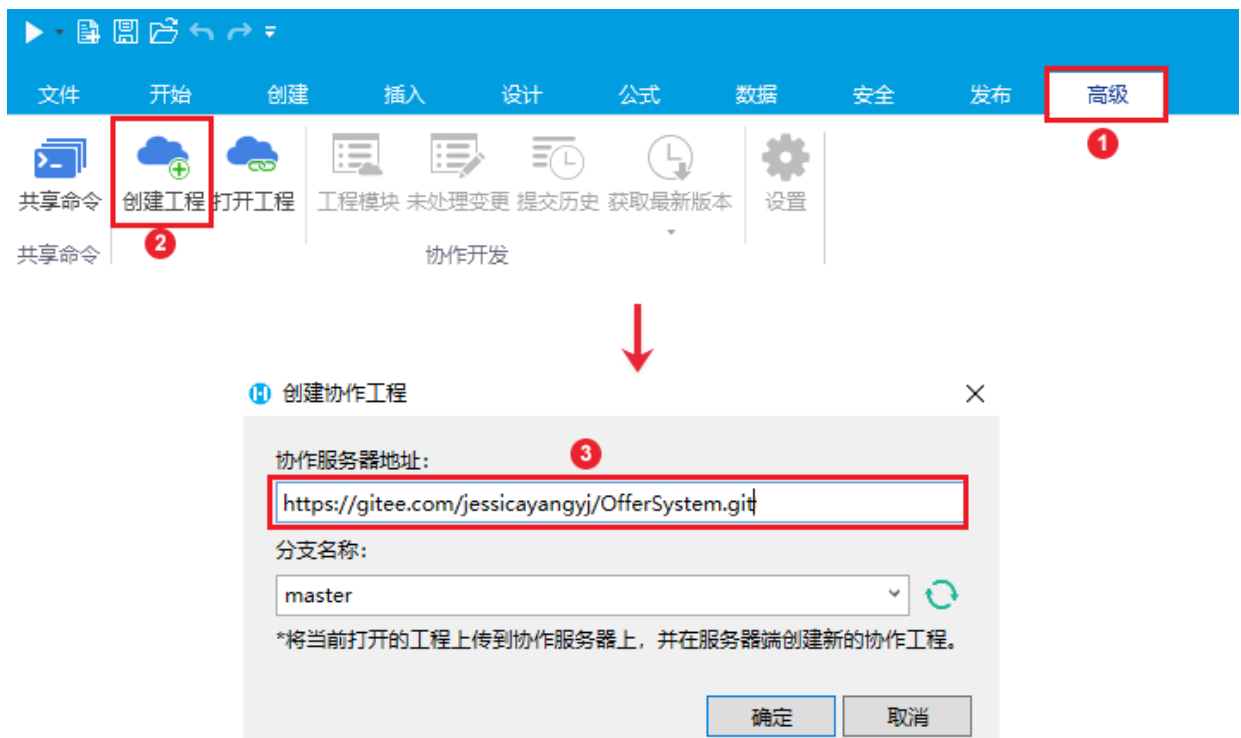 文件 开始 创建 插入 设计 公式 数据 安全 发布 高级
1
共享命令 创建工程 打开工程 工程模块 未处理变更 提交历史 获取最新版本 设置
2
共享命令 协作开发
创建协作工程
协作服务器地址:
3
https://gitee.com/jessicayangyj/OfferSystem.git
分支名称:
master
*将当前打开的工程上传到协作服务器上，并在服务器端创建新的协作工程。
确定 取消